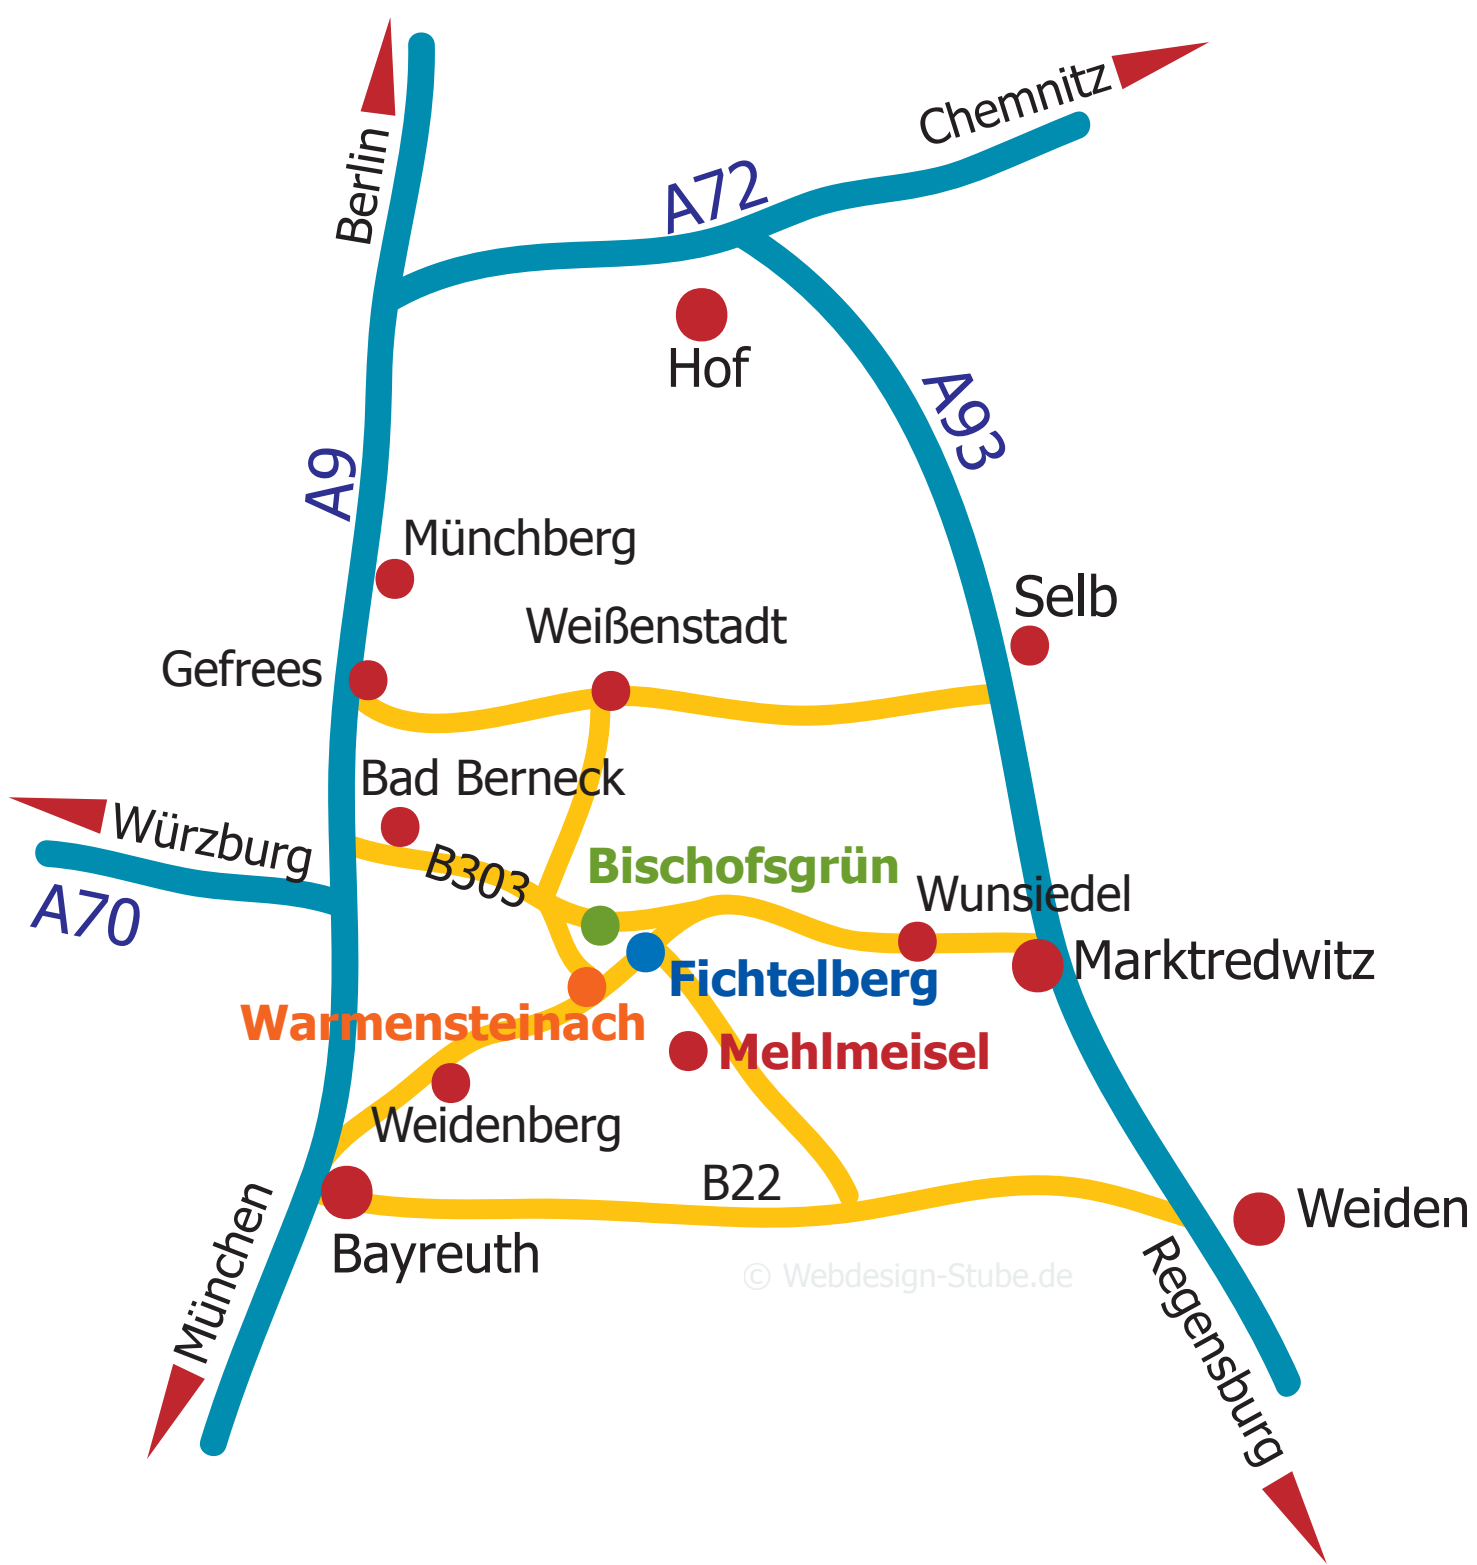 Berlin
Chemnitz
A72
Hof
A93
A9
Münchberg
Selb
Weißenstadt
Gefrees
Bad Berneck
Würzburg
B303
Bischofsgrün
Wunsiedel
A70
Marktredwitz
Fichtelberg
Warmensteinach
Mehlmeisel
Weidenberg
B22
Weiden
München
Bayreuth
© Webdesign-Stube.de
Regensburg